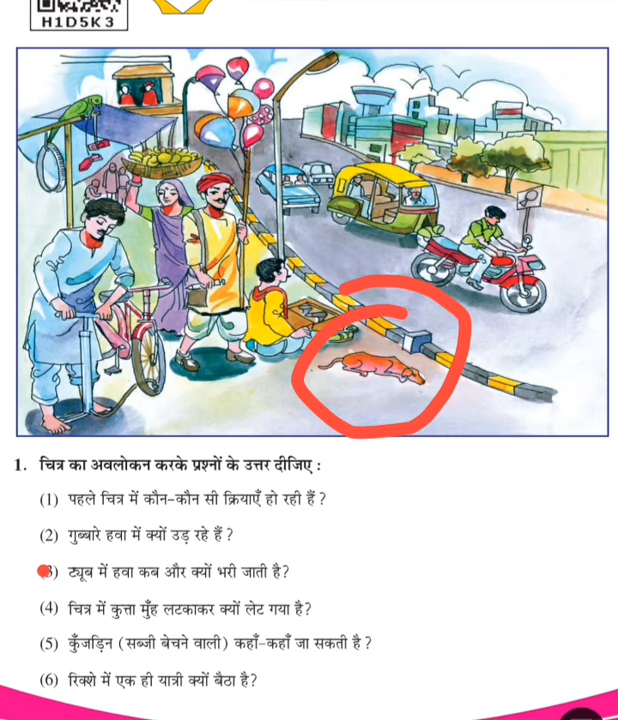 H1D5K3
1. चित्र का अवलोकन करके प्रश्नों के उत्तर दीजिए :
(1) पहले चित्र में कौन-कौन सी क्रियाएँ हो रही हैं ?
(2) गुब्बारे हवा में क्यों उड़ रहे हैं ?
3) ट्यूब में हवा कब और क्यों भरी जाती है?
(4) चित्र में कुत्ता मुँह लटकाकर क्यों लेट गया है?
(5) कुँजड़िन (सब्जी बेचने वाली) कहाँ-कहाँ जा सकती है ?
(6) रिक्शे में एक ही यात्री क्यों बैठा है?